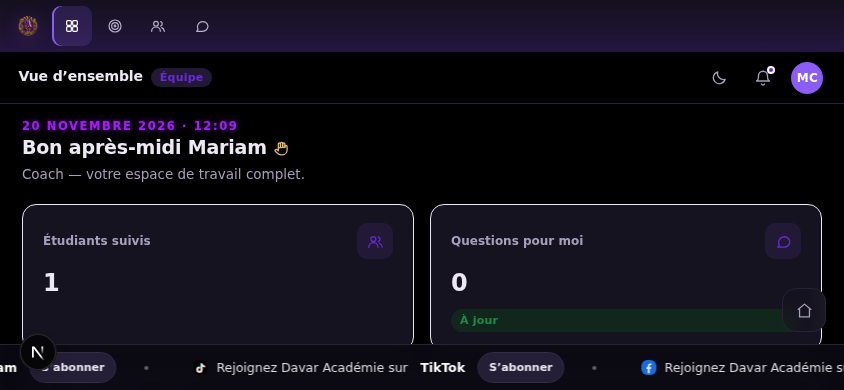 Vue d’ensemble Équipe MC
20 NOVEMBRE 2026 · 12:09
Bon après-midi Mariam
Coach — votre espace de travail complet.
Étudiants suivis
1
Questions pour moi
0
À jour
am S’abonner • Rejoignez Davar Académie sur TikTok S’abonner • Rejoignez Davar Académie su